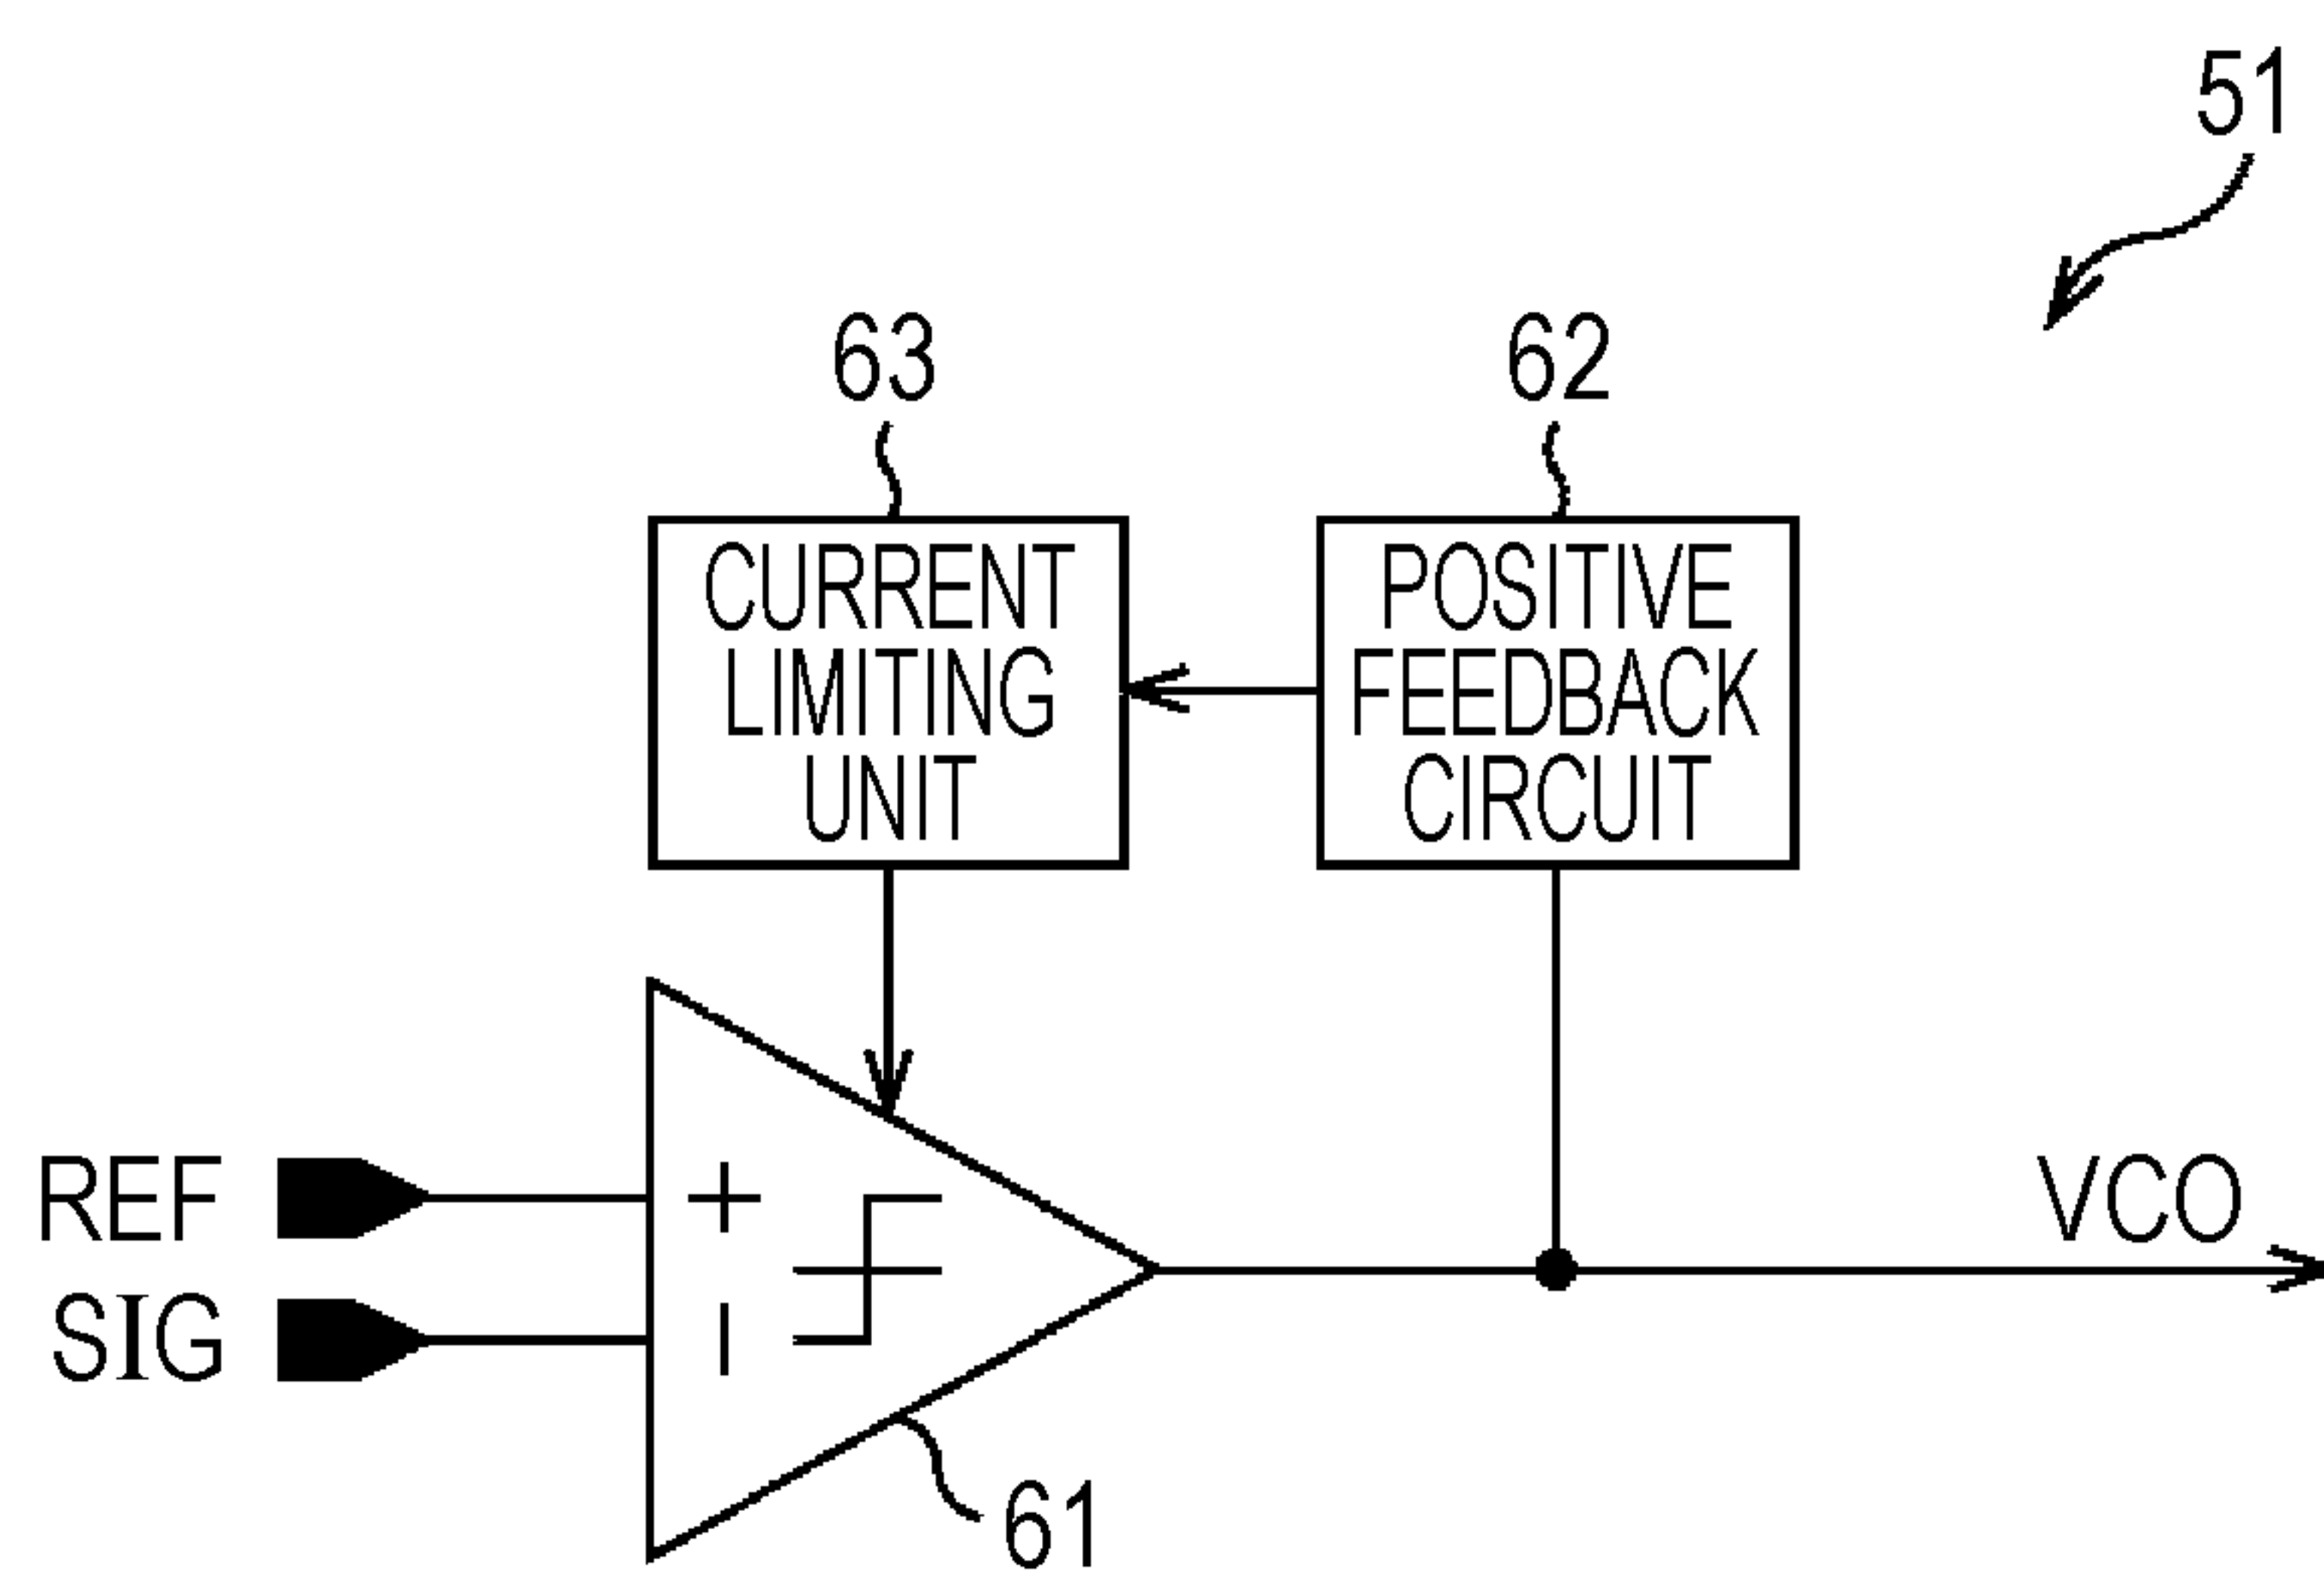 51
63
62
CURRENT
LIMITING
UNIT
POSITIVE
FEEDBACK
CIRCUIT
REF
+
VCO
SIG
−
61